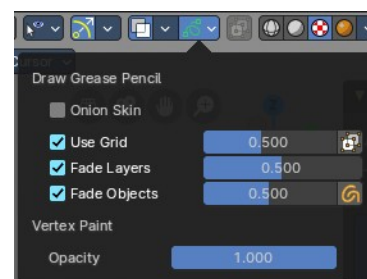 Cursor
Draw Grease Pencil
Onion Skin
Use Grid 0.500
Fade Layers 0.500
Fade Objects 0.500
Vertex Paint
Opacity 1.000